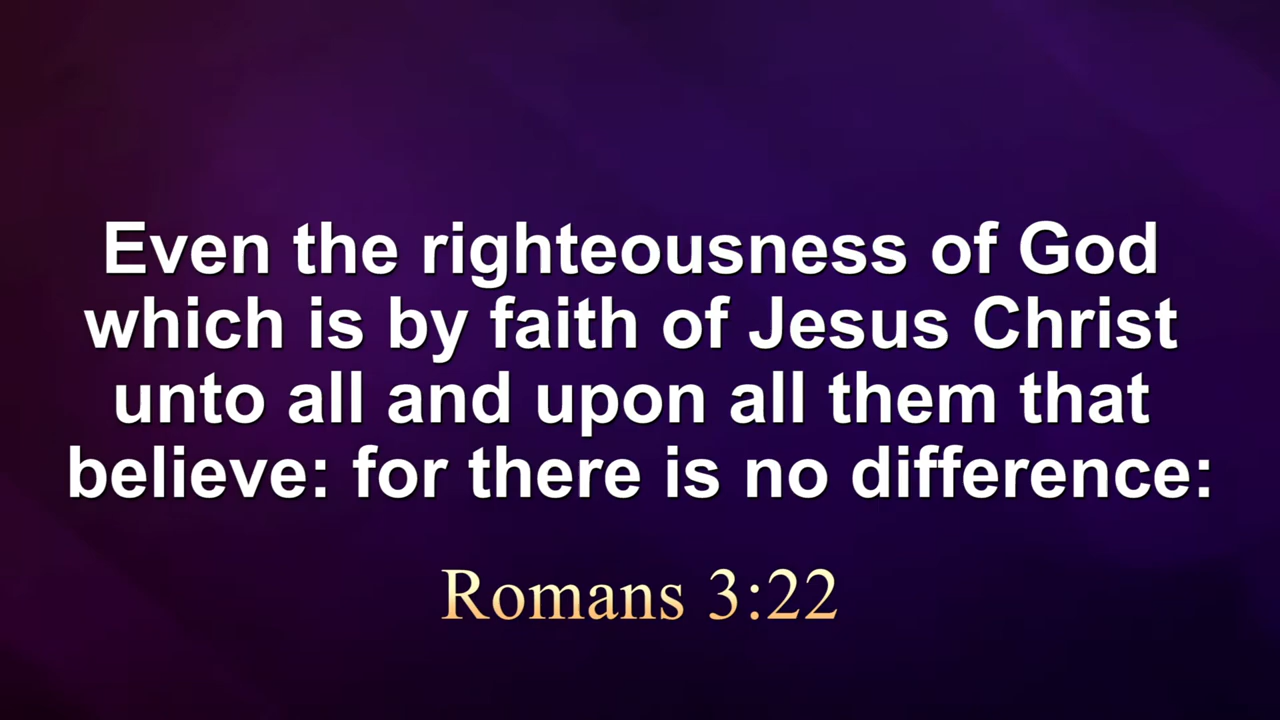 Even the righteousness of God
which is by faith of Jesus Christ
unto all and upon all them that
believe: for there is no difference:
Romans 3:22